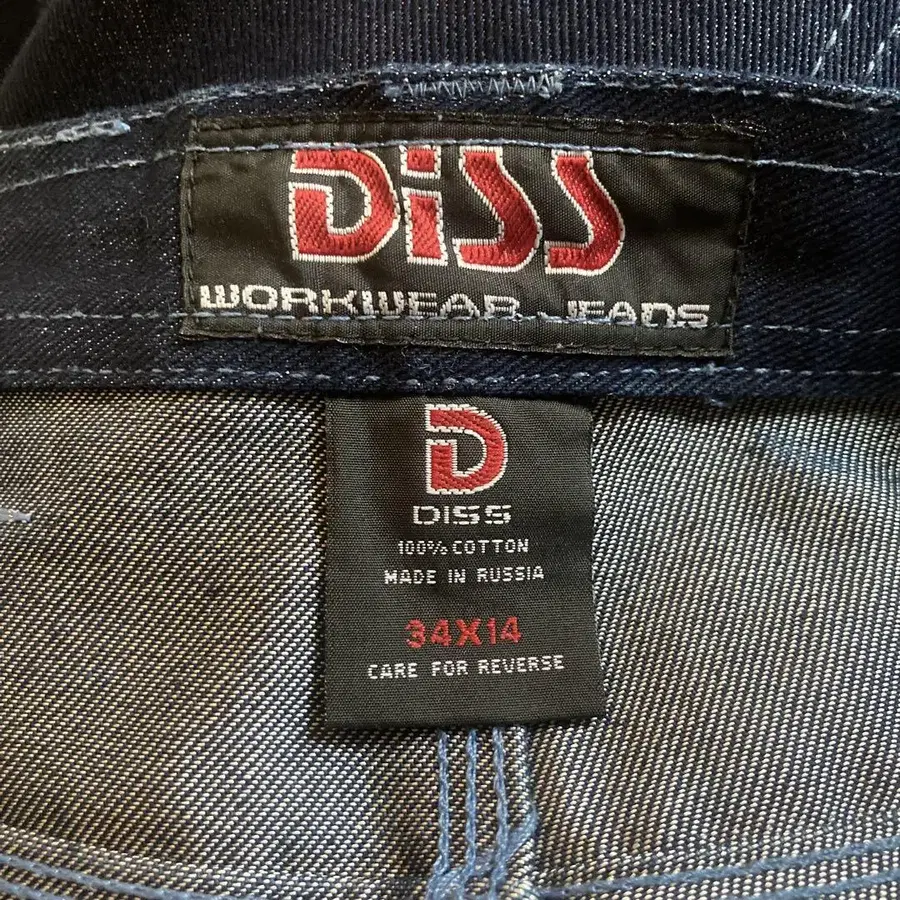 DiSS
WORKWEAR JEANS
D
DISS
100% COTTON
MADE IN RUSSIA
34X14
CARE FOR REVERSE